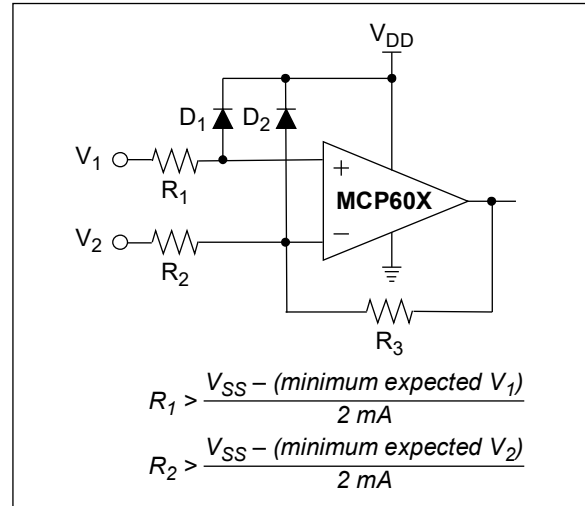 V_DD
D_1 D_2
V_1
R_1
+
MCP60X
V_2
R_2
–
R_3
R_1 > V_SS – (minimum expected V_1) / 2 mA
R_2 > V_SS – (minimum expected V_2) / 2 mA